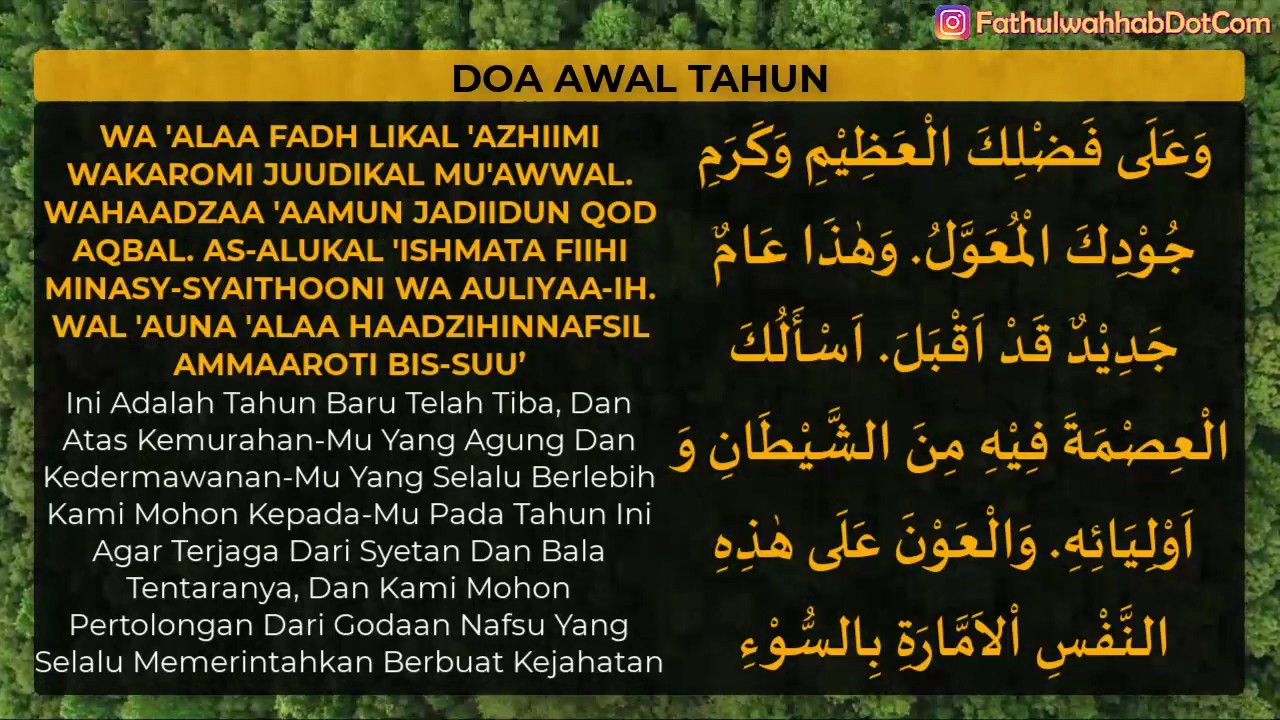 FathulwahhabDotCom
DOA AWAL TAHUN
WA 'ALAA FADH LIKAL 'AZHIIMI
WAKAROMI JUUDIKAL MU'AWWAL.
WAHAADZAA 'AAMUN JADIIDUN QOD
AQBAL. AS-ALUKAL 'ISHMATA FIIHI
MINASY-SYAITHOONI WA AULIYAA-IH.
WAL 'AUNA 'ALAA HAADZIHINNAFSIL
AMMAAROTI BIS-SUU’
Ini Adalah Tahun Baru Telah Tiba, Dan
Atas Kemurahan-Mu Yang Agung Dan
Kedermawanan-Mu Yang Selalu Berlebih
Kami Mohon Kepada-Mu Pada Tahun Ini
Agar Terjaga Dari Syetan Dan Bala
Tentaranya, Dan Kami Mohon
Pertolongan Dari Godaan Nafsu Yang
Selalu Memerintahkan Berbuat Kejahatan
وَعَلَى فَضْلِكَ الْعَظِيْمِ وَكَرَمِ
جُوْدِكَ الْمُعَوَّلُ. وَهٰذَا عَامٌ
جَدِيْدٌ قَدْ اَقْبَلَ. اَسْأَلُكَ
الْعِصْمَةَ فِيْهِ مِنَ الشَّيْطَانِ وَ
اَوْلِيَائِهِ. وَالْعَوْنَ عَلَى هٰذِهِ
النَّفْسِ اْلاَمَّارَةِ بِالسُّوْءِ